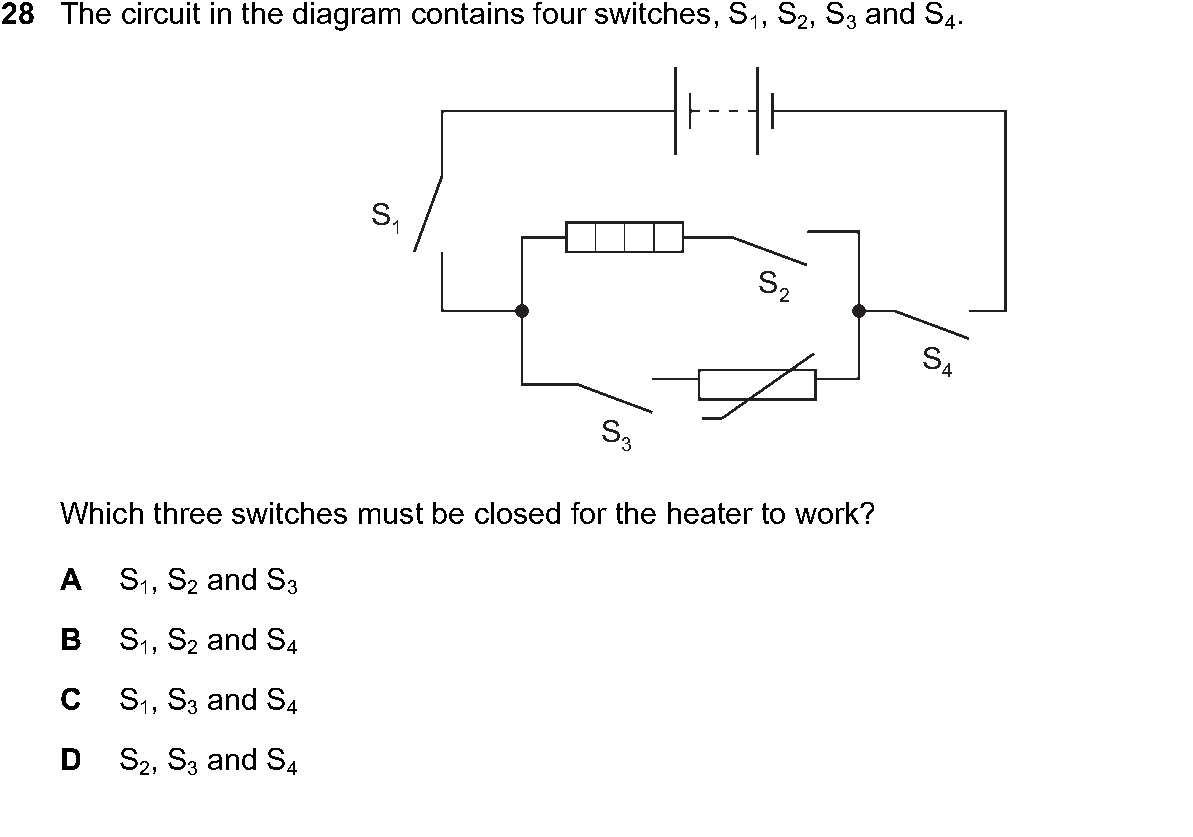 28 The circuit in the diagram contains four switches, S₁, S₂, S₃ and S₄.
S₁
S₂
S₄
S₃
Which three switches must be closed for the heater to work?
A S₁, S₂ and S₃
B S₁, S₂ and S₄
C S₁, S₃ and S₄
D S₂, S₃ and S₄